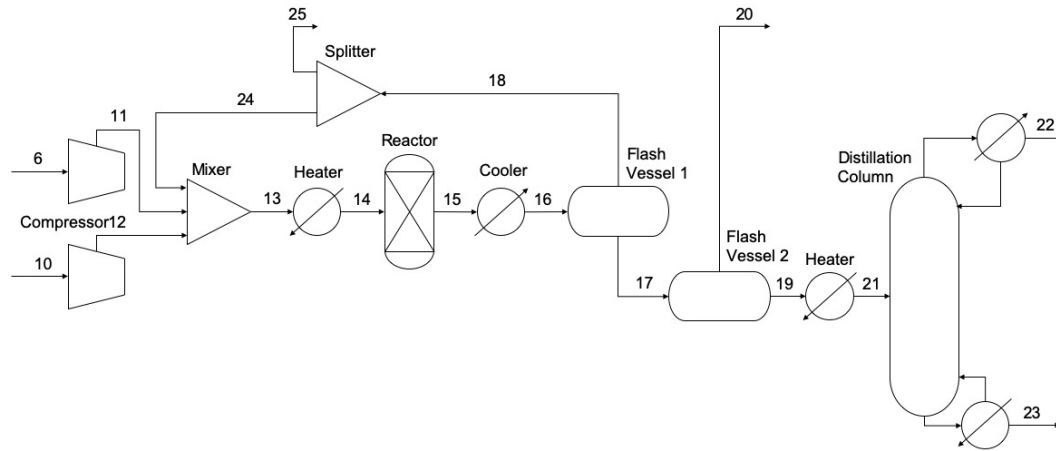 25
Splitter
20
18
24
11
6
Mixer
Compressor12
10
Heater
13
14
Reactor
15
Cooler
16
Flash
Vessel 1
17
Flash
Vessel 2
19
Heater
21
Distillation
Column
22
23